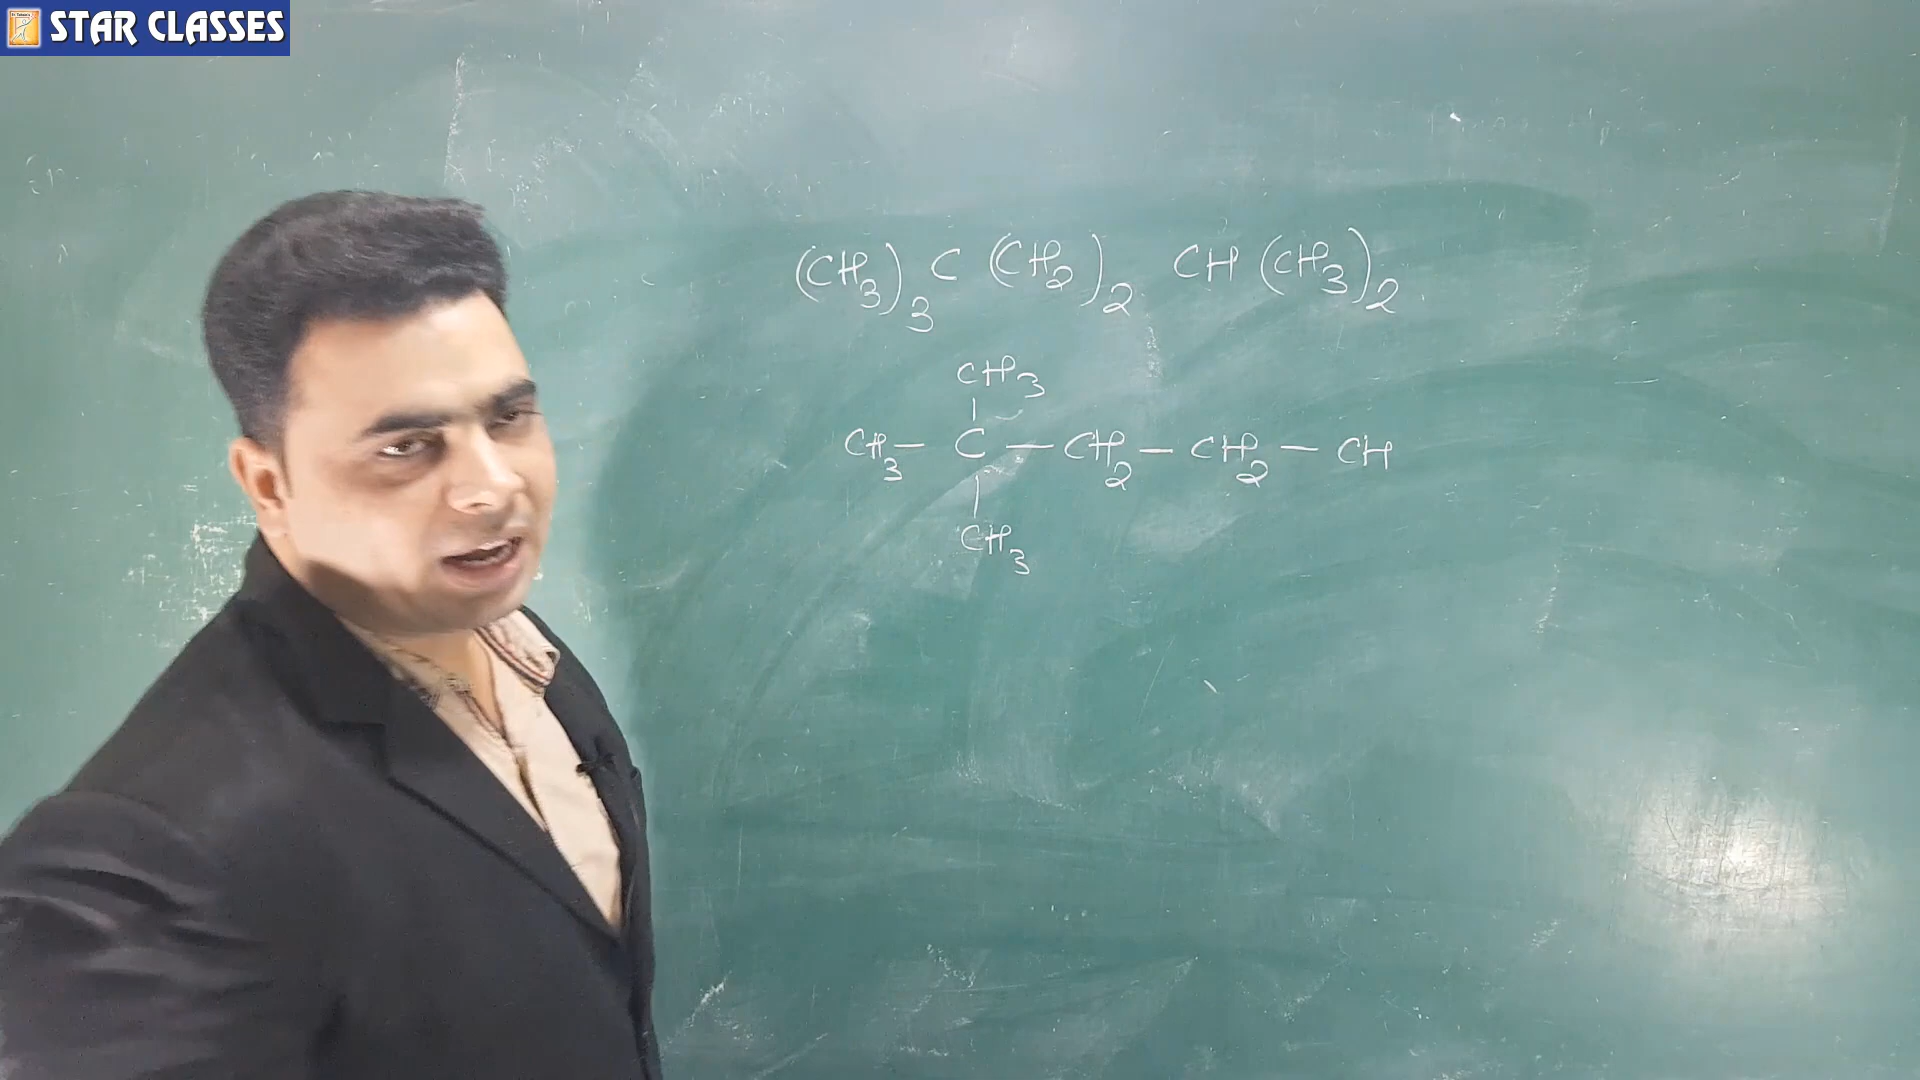 STAR CLASSES
(CH₃)₃ C (CH₂)₂ CH (CH₃)₂
CH₃
CH₃ — C — CH₂ — CH₂ — CH
CH₃